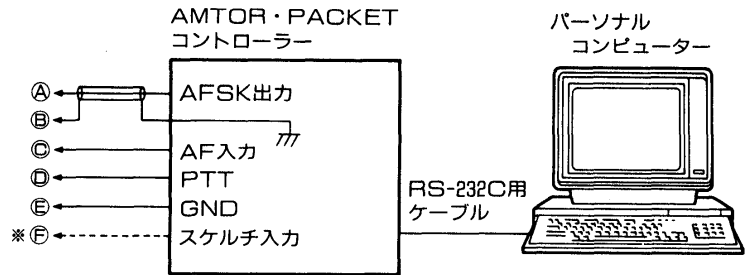 AMTOR・PACKET
コントローラー
パーソナル
コンピューター
Ⓐ AFSK出力
Ⓑ
Ⓒ AF入力
Ⓓ PTT
Ⓔ GND
※Ⓕ スケルチ入力
RS-232C用
ケーブル